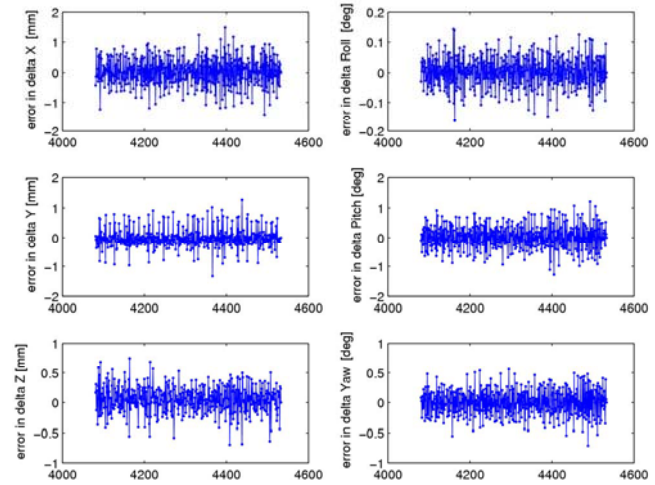 error in delta X [mm]
2
1
0
−1
−2
4000 4200 4400 4600
error in delta Roll [deg]
0.2
0.1
0
−0.1
0.2
4000 4200 4400 4600
error in celta Y [mm]
2
1
0
−1
2
4000 4200 4400 4600
error in delta Pitch [deg]
2
1
0
−1
2
4000 4200 4400 4600
error in delta Z [mm]
1
0.5
0
−0.5
−1
4000 4200 4400 4600
error in delta Yaw [deg]
1
0.5
0
−0.5
−1
4000 4200 4400 4600